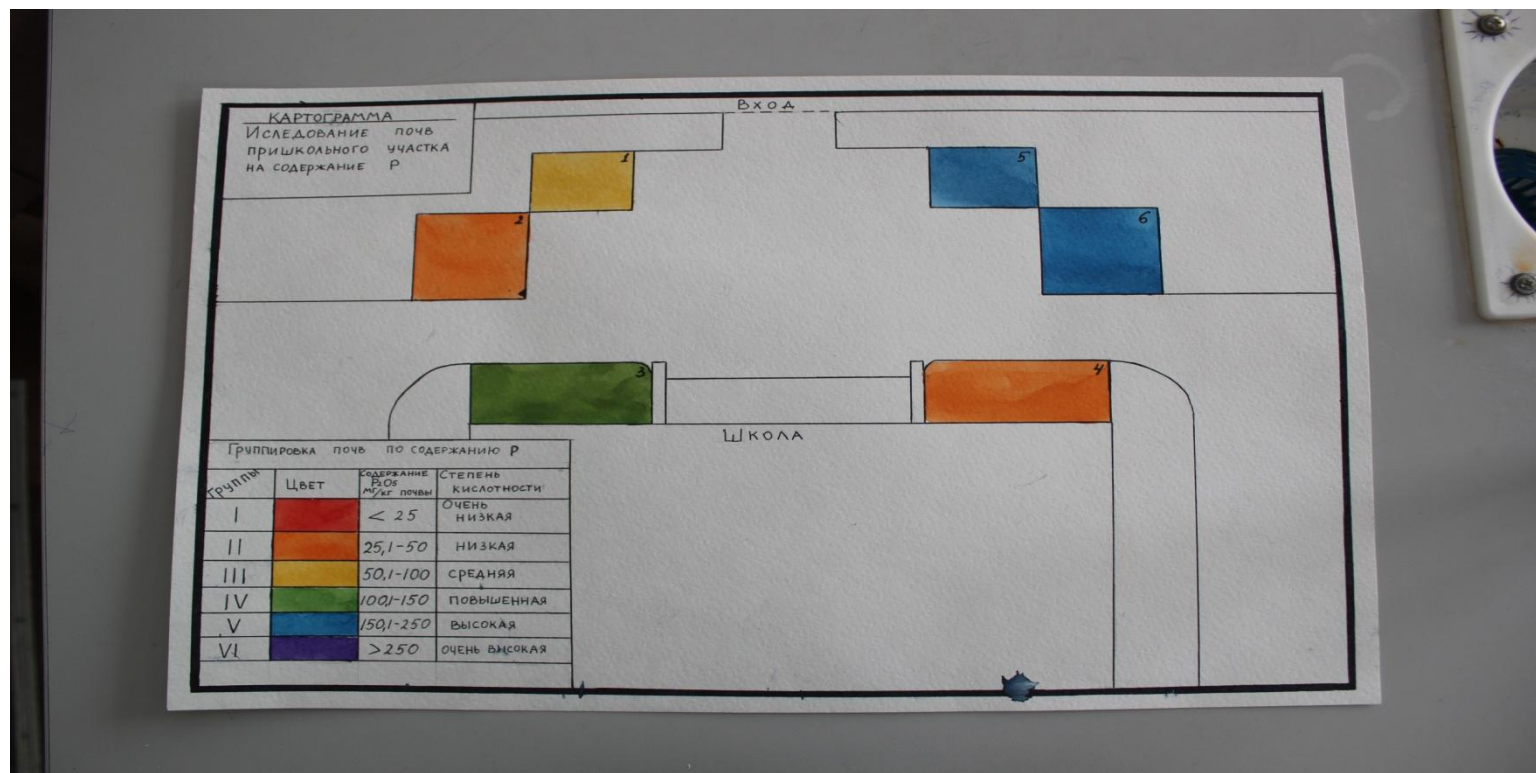 Вход
КАРТОГРАММА
Иследование почв
пришкольного участка
на содержание P
1
5
2
6
3
4
Школа
Группировка почв по содержанию P
Группы
Цвет
Содержание P2O5 мг/кг почвы
Степень кислотности
I < 25 Очень низкая
II 25,1-50 низкая
III 50,1-100 средняя
IV 100,1-150 повышенная
V 150,1-250 высокая
VI >250 очень высокая